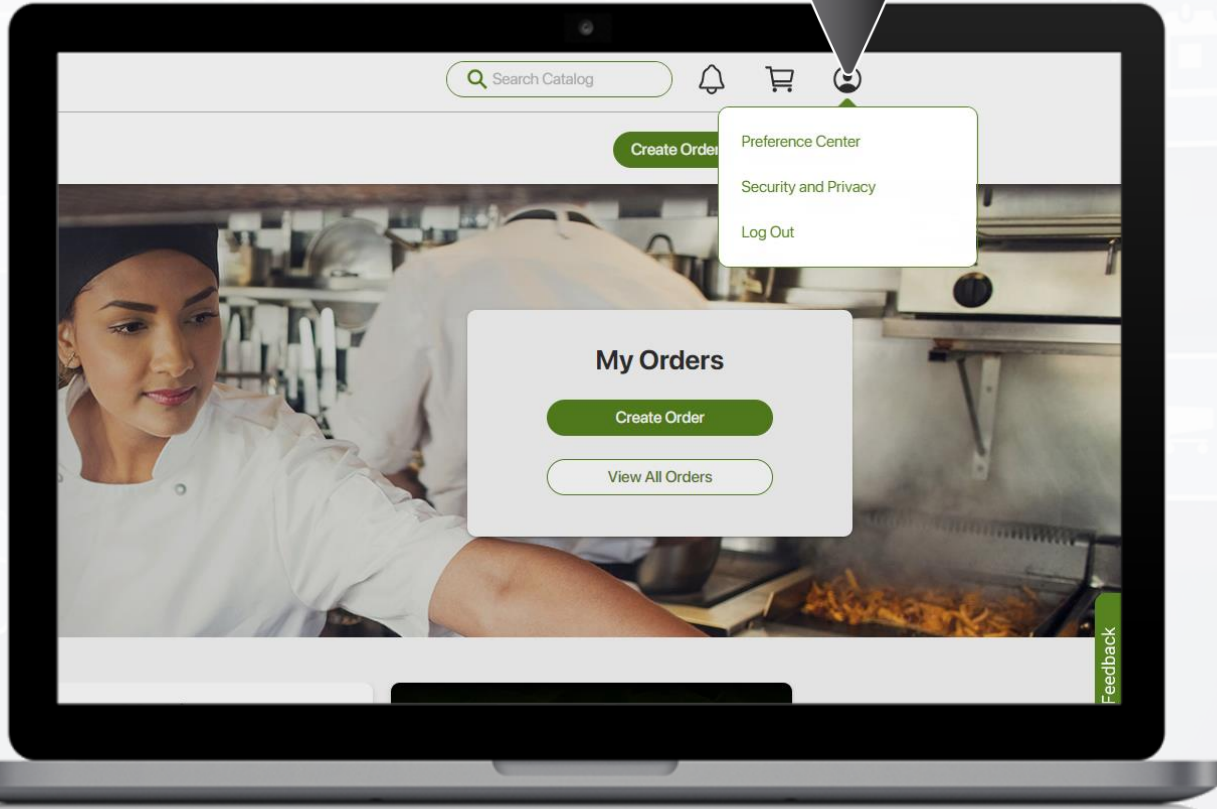 Search Catalog
Create Order
Preference Center
Security and Privacy
Log Out
My Orders
Create Order
View All Orders
Feedback